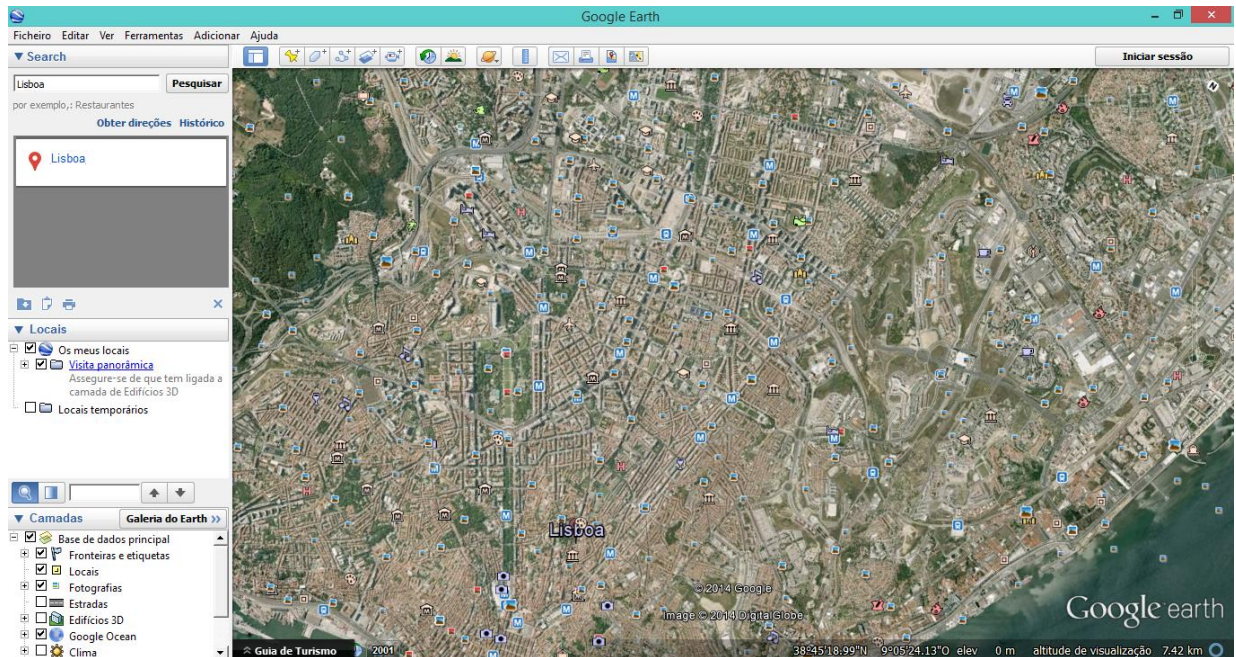 Google Earth
Ficheiro Editar Ver Ferramentas Adicionar Ajuda
Search
Iniciar sessão
Lisboa
Pesquisar
por exemplo,: Restaurantes
Obter direções Histórico
Lisboa
Locais
Os meus locais
Visita panorâmica
Assegure-se de que tem ligada a
camada de Edifícios 3D
Locais temporários
Camadas
Galeria do Earth >>
Base de dados principal
Fronteiras e etiquetas
Locais
Fotografias
Estradas
Edifícios 3D
Google Ocean
Clima
Lisboa
© 2014 Google
Image © 2014 DigitalGlobe
Google earth
Guia de Turismo 2001
38°45'18.99"N 9°05'24.13"O elev 0 m altitude de visualização 7.42 km